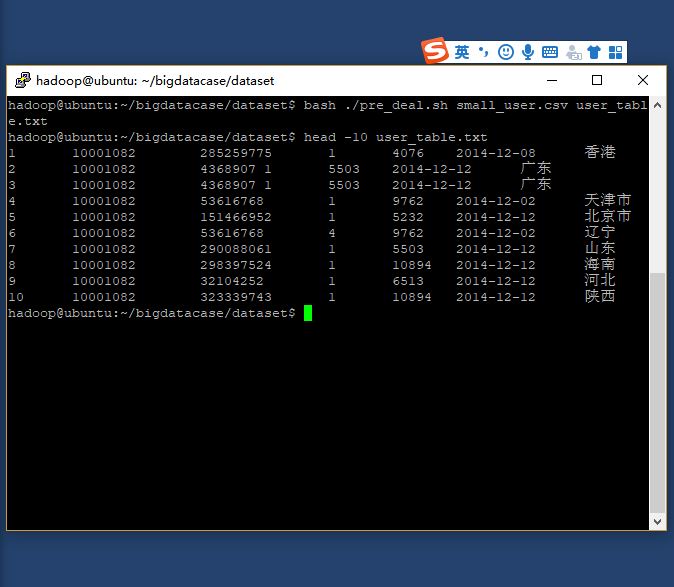 英
hadoop@ubuntu: ~/bigdatacase/dataset
hadoop@ubuntu:~/bigdatacase/dataset$ bash ./pre_deal.sh small_user.csv user_tabl
e.txt
hadoop@ubuntu:~/bigdatacase/dataset$ head -10 user_table.txt
1 10001082 285259775 1 4076 2014-12-08 香港
2 10001082 4368907 1 5503 2014-12-12 广东
3 10001082 4368907 1 5503 2014-12-12 广东
4 10001082 53616768 1 9762 2014-12-02 天津市
5 10001082 151466952 1 5232 2014-12-12 北京市
6 10001082 53616768 4 9762 2014-12-02 辽宁
7 10001082 290088061 1 5503 2014-12-12 山东
8 10001082 298397524 1 10894 2014-12-12 海南
9 10001082 32104252 1 6513 2014-12-12 河北
10 10001082 323339743 1 10894 2014-12-12 陕西
hadoop@ubuntu:~/bigdatacase/dataset$